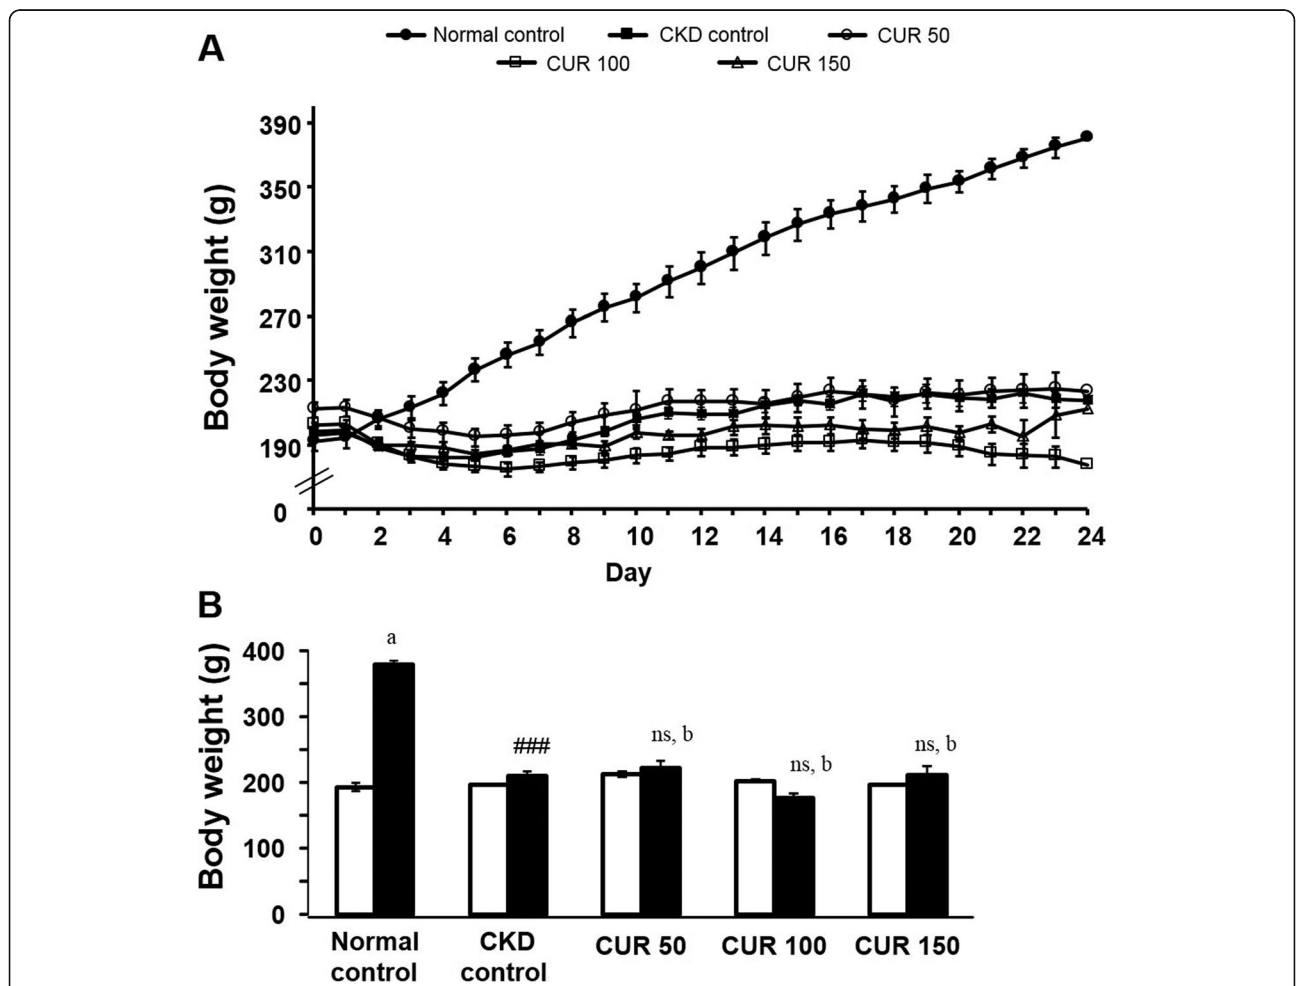 A
Normal control CKD control CUR 50
CUR 100 CUR 150
390
350
310
270
230
190
0
Body weight (g)
0 2 4 6 8 10 12 14 16 18 20 22 24
Day
B
400
300
200
100
0
Body weight (g)
a
###
ns, b
ns, b
ns, b
Normal control
CKD control
CUR 50
CUR 100
CUR 150